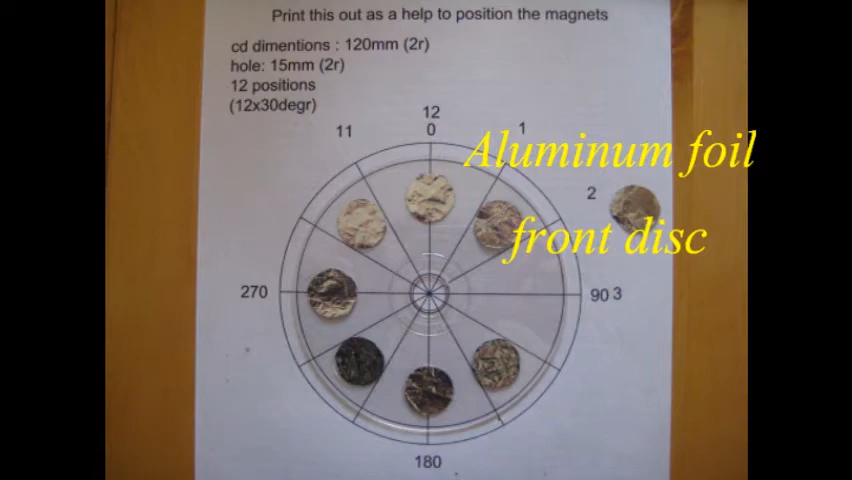 Print this out as a help to position the magnets
cd dimentions : 120mm (2r)
hole: 15mm (2r)
12 positions
(12x30degr)
12
11
0
1
Aluminum foil
2
front disc
270
90 3
180